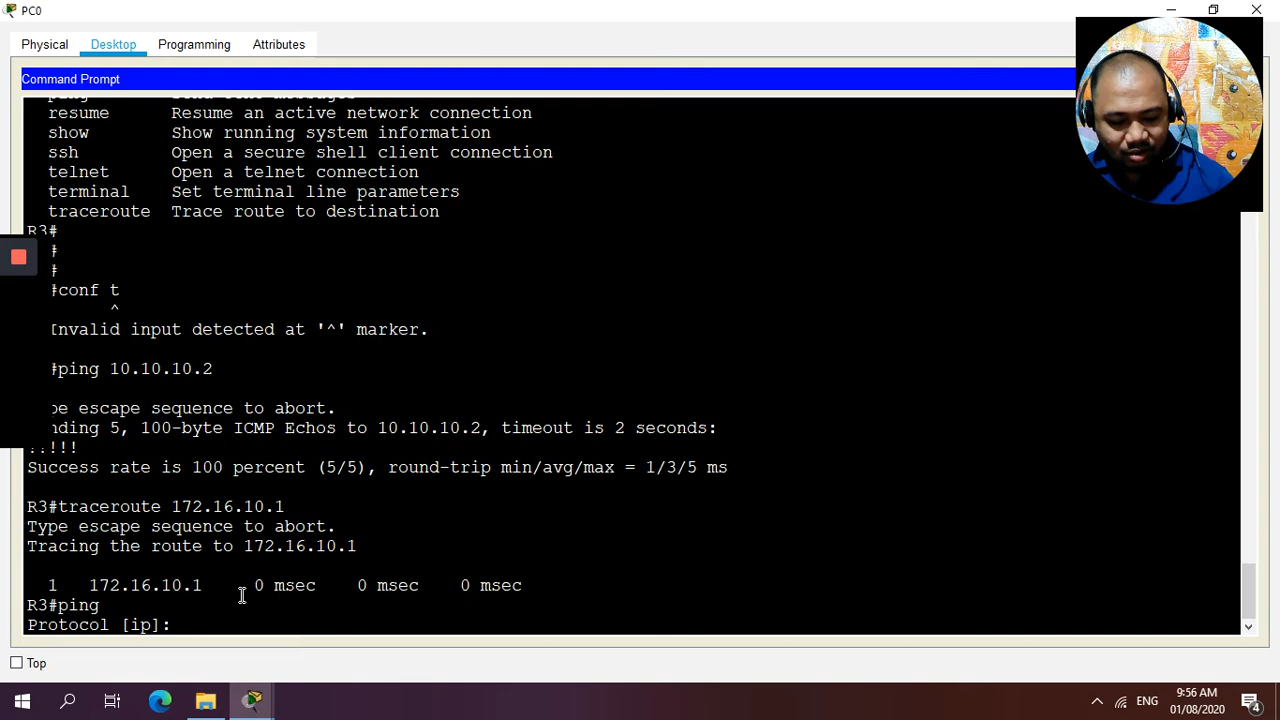 PC0
Physical Desktop Programming Attributes
Command Prompt
resume Resume an active network connection
show Show running system information
ssh Open a secure shell client connection
telnet Open a telnet connection
terminal Set terminal line parameters
traceroute Trace route to destination
R3#
#
#
#conf t
^
nvalid input detected at '^' marker.
#ping 10.10.10.2
pe escape sequence to abort.
nding 5, 100-byte ICMP Echos to 10.10.10.2, timeout is 2 seconds:
!!!!!
Success rate is 100 percent (5/5), round-trip min/avg/max = 1/3/5 ms
R3#traceroute 172.16.10.1
Type escape sequence to abort.
Tracing the route to 172.16.10.1
1 172.16.10.1 0 msec 0 msec 0 msec
R3#ping
Protocol [ip]:
Top
ENG
9:56 AM
01/08/2020
4